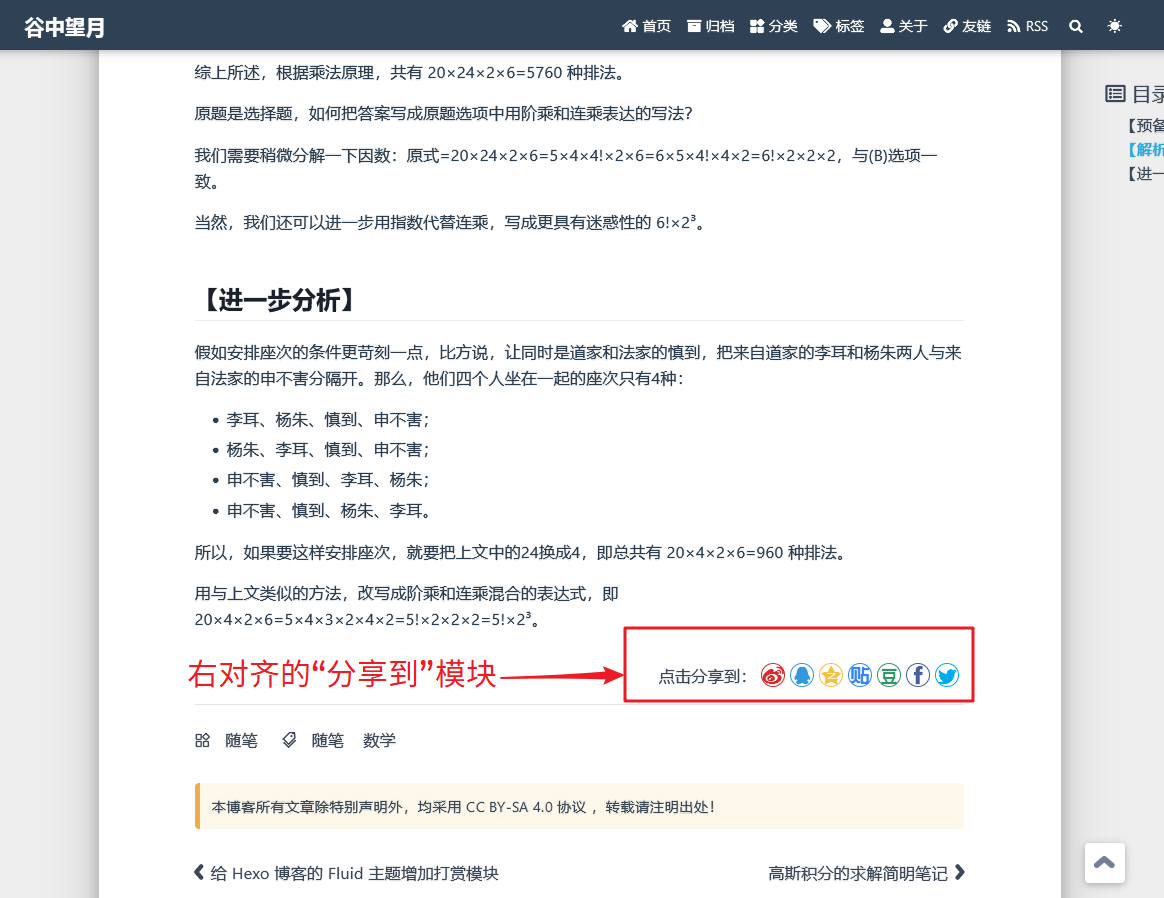 谷中望月
首页 归档 分类 标签 关于 友链 RSS
综上所述，根据乘法原理，共有 20×24×2×6=5760 种排法。
原题是选择题，如何把答案写成原题选项中用阶乘和连乘表达的写法？
我们需要稍微分解一下因数：原式=20×24×2×6=5×4×4!×2×6=6×5×4!×4×2=6!×2×2×2，与(B)选项一
致。
当然，我们还可以进一步用指数代替连乘，写成更具有迷惑性的 6!×2³。
【进一步分析】
假如安排座次的条件更苛刻一点，比方说，让同时是道家和法家的慎到，把来自道家的李耳和杨朱两人与来
自法家的申不害分隔开。那么，他们四个人坐在一起的座次只有4种：
• 李耳、杨朱、慎到、申不害；
• 杨朱、李耳、慎到、申不害；
• 申不害、慎到、李耳、杨朱；
• 申不害、慎到、杨朱、李耳。
所以，如果要这样安排座次，就要把上文中的24换成4，即总共有 20×4×2×6=960 种排法。
用与上文类似的方法，改写成阶乘和连乘混合的表达式，即
20×4×2×6=5×4×3×2×4×2=5!×2×2×2=5!×2³。
右对齐的“分享到”模块
点击分享到： 贴 豆 f
随笔 随笔 数学
本博客所有文章除特别声明外，均采用 CC BY-SA 4.0 协议 ，转载请注明出处！
给 Hexo 博客的 Fluid 主题增加打赏模块
高斯积分的求解简明笔记
目录
【预备
【解析
【进一